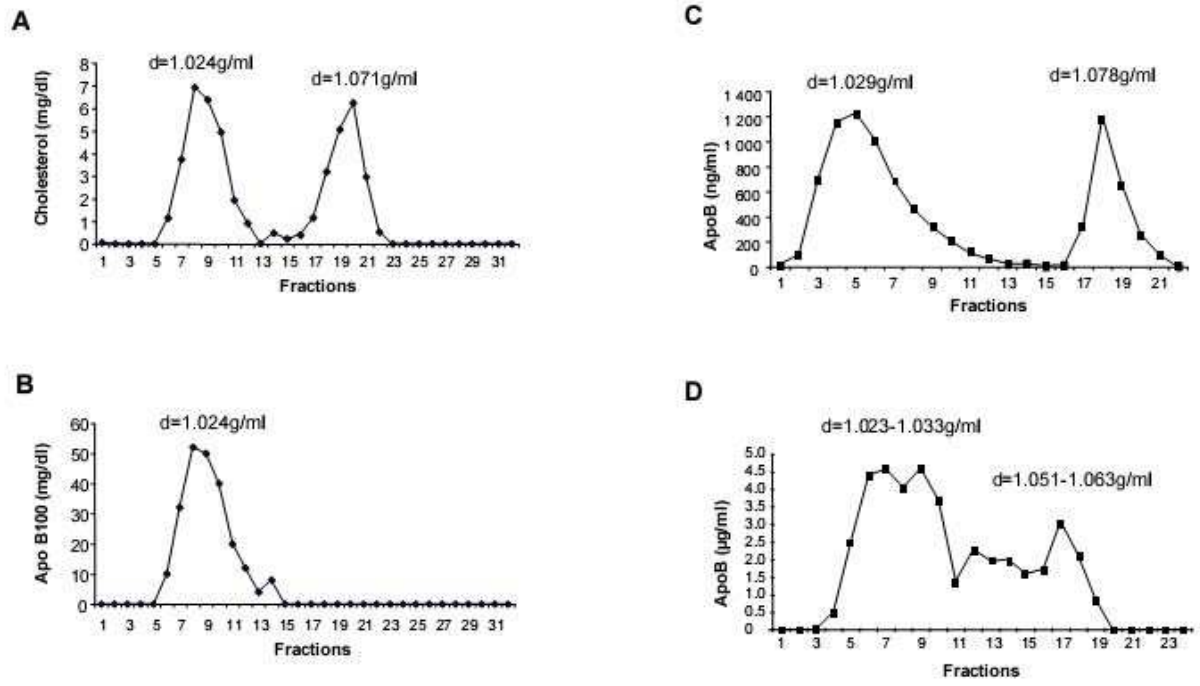 A
d=1.024g/ml
d=1.071g/ml
Cholesterol (mg/dl)
8
7
6
5
4
3
2
1
0
1 3 5 7 9 11 13 15 17 19 21 23 25 27 29 31
Fractions
B
d=1.024g/ml
Apo B100 (mg/dl)
60
50
40
30
20
10
0
1 3 5 7 9 11 13 15 17 19 21 23 25 27 29 31
Fractions
C
d=1.029g/ml
d=1.078g/ml
ApoB (ng/ml)
1 400
1 200
1 000
800
600
400
200
0
1 3 5 7 9 11 13 15 17 19 21
Fractions
D
d=1.023-1.033g/ml
d=1.051-1.063g/ml
ApoB (µg/ml)
5.0
4.5
4.0
3.5
3.0
2.5
2.0
1.5
1.0
0.5
0
1 3 5 7 9 11 13 15 17 19 21 23
Fractions